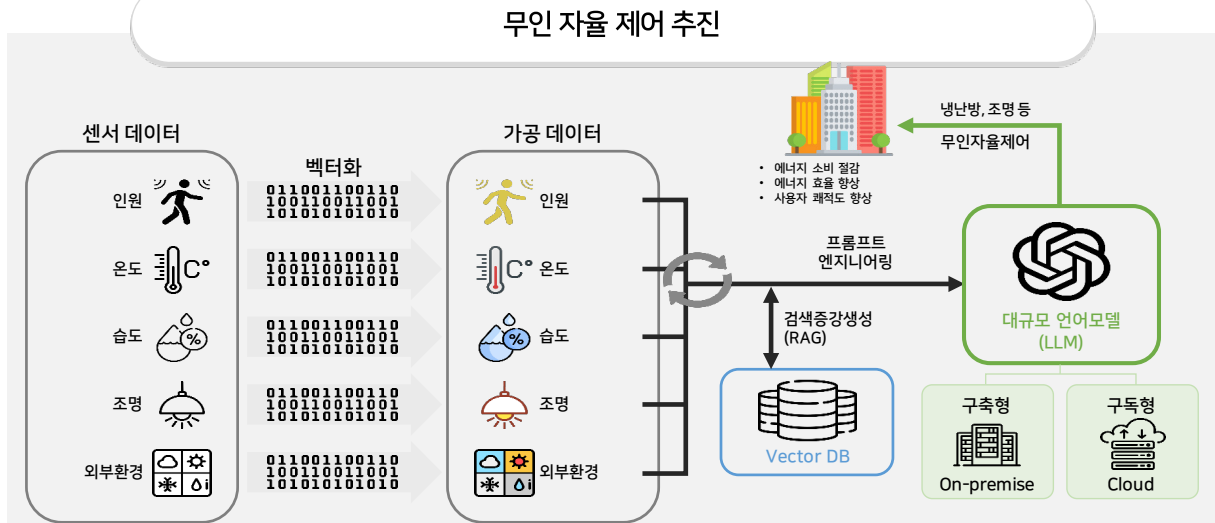 무인 자율 제어 추진
센서 데이터
벡터화
가공 데이터
인원
011001100110
100110011001
101010101010
인원
온도
C°
011001100110
100110011001
101010101010
C°
온도
습도
%
011001100110
100110011001
101010101010
%
습도
조명
011001100110
100110011001
101010101010
조명
외부환경
i
011001100110
100110011001
101010101010
i
외부환경
• 에너지 소비 절감
• 에너지 효율 향상
• 사용자 쾌적도 향상
냉난방, 조명 등
무인자율제어
프롬프트
엔지니어링
검색증강생성
(RAG)
Vector DB
대규모 언어모델
(LLM)
구축형
On-premise
구독형
Cloud